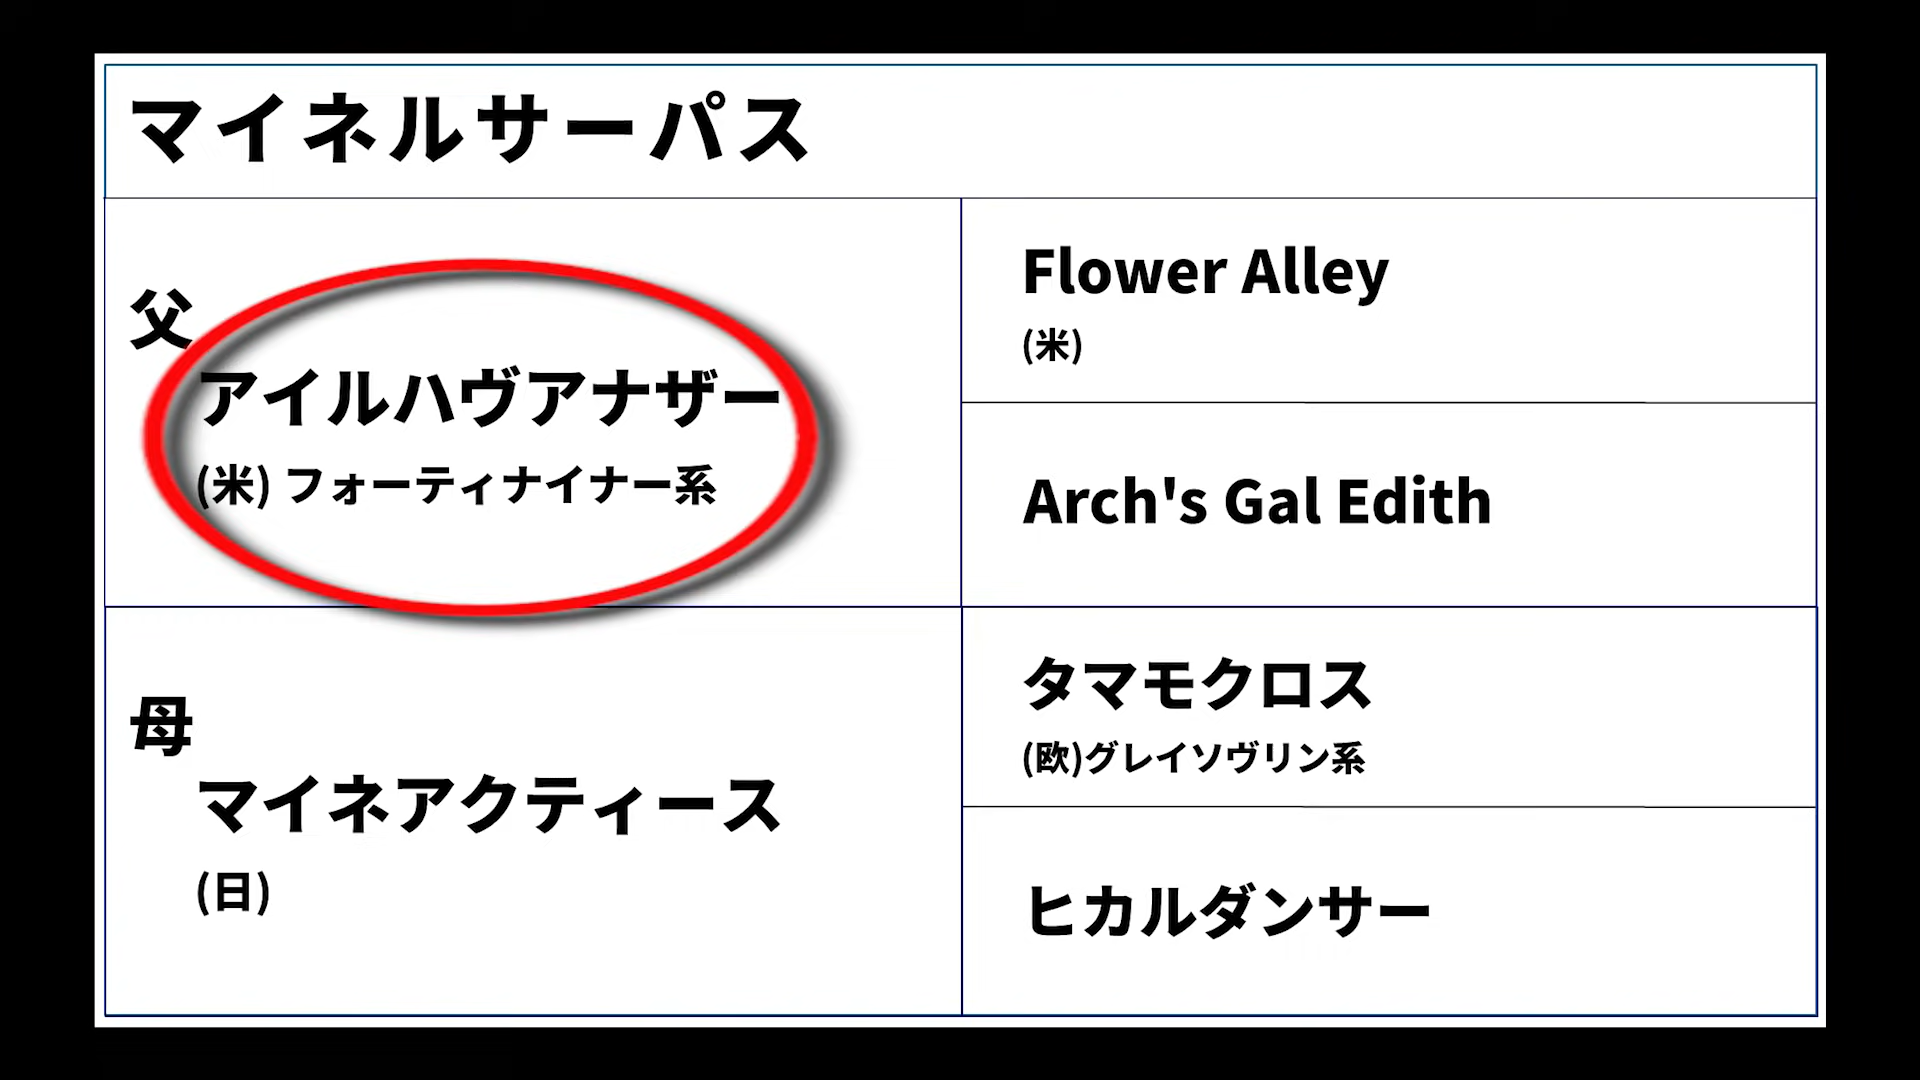 マイネルサーパス
父
アイルハヴアナザー
(米) フォーティナイナー系
Flower Alley
(米)
Arch's Gal Edith
母
マイネアクティース
(日)
タマモクロス
(欧)グレイソヴリン系
ヒカルダンサー